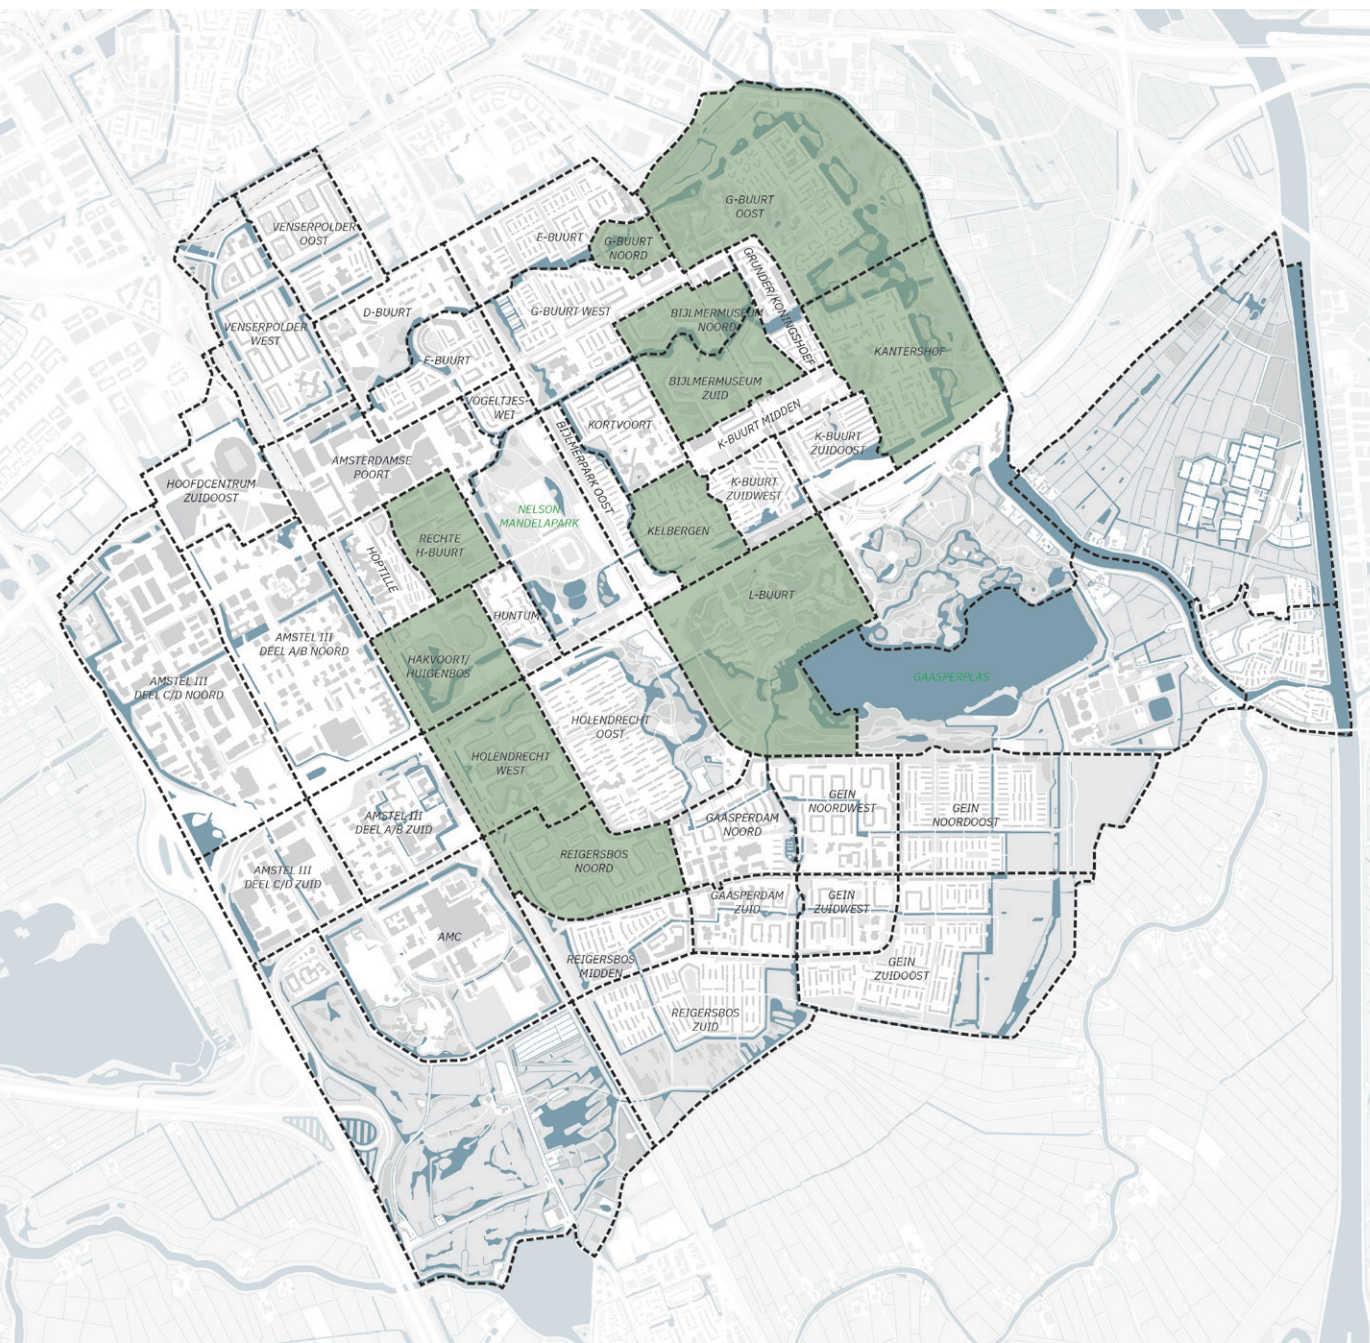 G-BUURT
OOST
VENSERPOLDER
OOST
E-BUURT
G-BUURT
NOORD
GRUNDER/KONINGSHOEF
D-BUURT
G-BUURT WEST
BIJLMERMUSEUM
NOORD
VENSERPOLDER
WEST
F-BUURT
KANTERSHOF
BIJLMERMUSEUM
ZUID
VOGELTJES-
WEI
K-BUURT MIDDEN
KORTVOORT
BIJLMERPARK OOST
K-BUURT
ZUIDOOST
AMSTERDAMSE
POORT
HOOFDCENTRUM
ZUIDOOST
K-BUURT
ZUIDWEST
NELSON
MANDELAPARK
KELBERGEN
RECHTE
H-BUURT
HOPTILLE
L-BUURT
HUNTUM
AMSTEL III
DEEL A/B NOORD
HAKVOORT/
HUIGENBOS
AMSTEL III
DEEL C/D NOORD
GAASPERPLAS
HOLENDRECHT
OOST
HOLENDRECHT
WEST
GEIN
NOORDWEST
GEIN
NOORDOOST
AMSTEL III
DEEL A/B ZUID
GAASPERDAM
NOORD
REIGERSBOS
NOORD
AMSTEL III
DEEL C/D ZUID
GAASPERDAM
ZUID
GEIN
ZUIDWEST
AMC
REIGERSBOS
MIDDEN
GEIN
ZUIDOOST
REIGERSBOS
ZUID